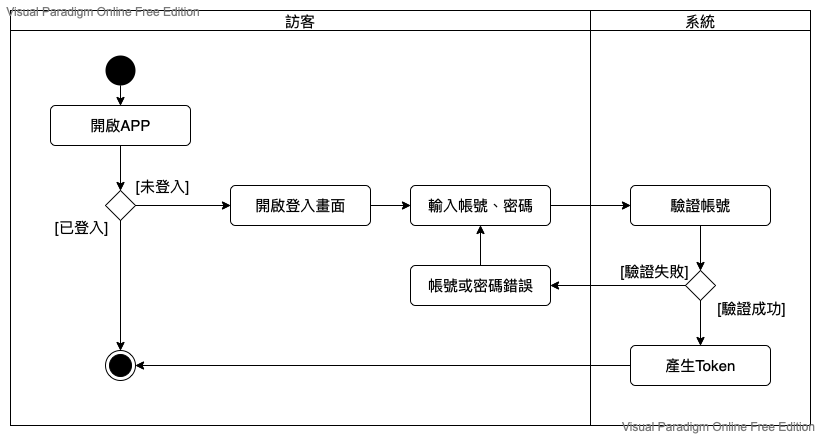 Visual Paradigm Online Free Edition
訪客
系統
開啟APP
[未登入]
[已登入]
開啟登入畫面
輸入帳號、密碼
驗證帳號
帳號或密碼錯誤
[驗證失敗]
[驗證成功]
產生Token
Visual Paradigm Online Free Edition